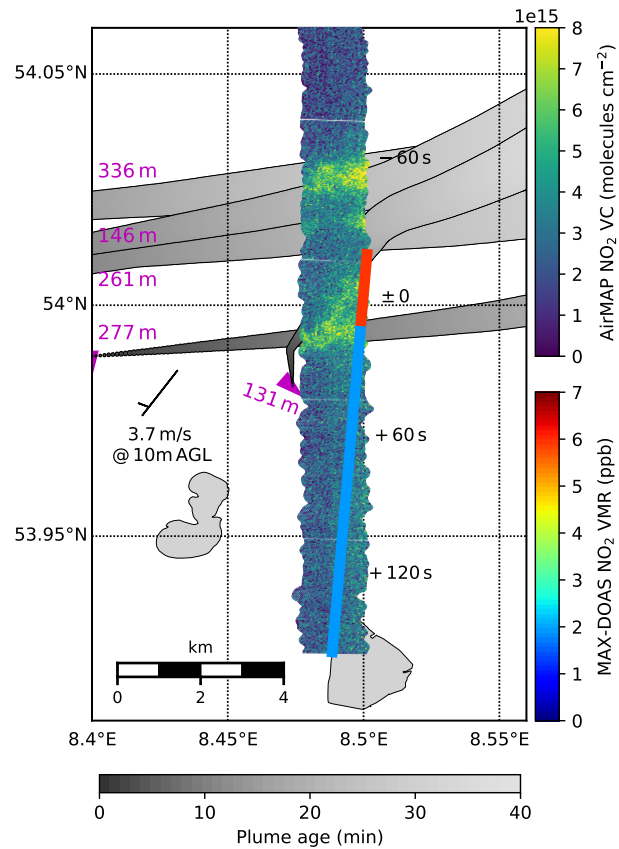 1e15
54.05°N
54°N
53.95°N
8.4°E
8.45°E
8.5°E
8.55°E
336 m
146 m
261 m
277 m
131 m
−60 s
±0
+60 s
+120 s
3.7 m/s
@ 10m AGL
km
0
2
4
8
7
6
5
4
3
2
1
0
AirMAP NO₂ VC (molecules cm⁻²)
7
6
5
4
3
2
1
0
MAX-DOAS NO₂ VMR (ppb)
0
10
20
30
40
Plume age (min)